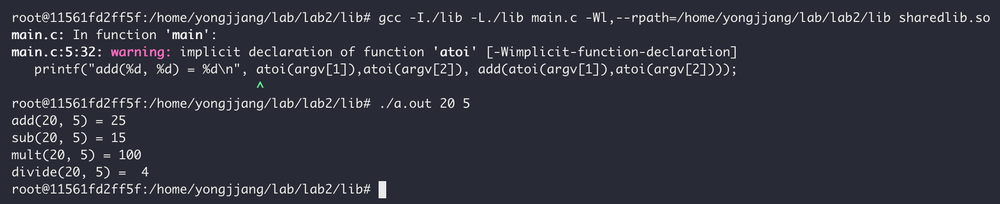 root@11561fd2ff5f:/home/yongjjang/lab/lab2/lib# gcc -I./lib -L./lib main.c -Wl,--rpath=/home/yongjjang/lab/lab2/lib sharedlib.so
main.c: In function 'main':
main.c:5:32: warning: implicit declaration of function 'atoi' [-Wimplicit-function-declaration]
   printf("add(%d, %d) = %d\n", atoi(argv[1]),atoi(argv[2]), add(atoi(argv[1]),atoi(argv[2])));
                                ^
root@11561fd2ff5f:/home/yongjjang/lab/lab2/lib# ./a.out 20 5
add(20, 5) = 25
sub(20, 5) = 15
mult(20, 5) = 100
divide(20, 5) =  4
root@11561fd2ff5f:/home/yongjjang/lab/lab2/lib#